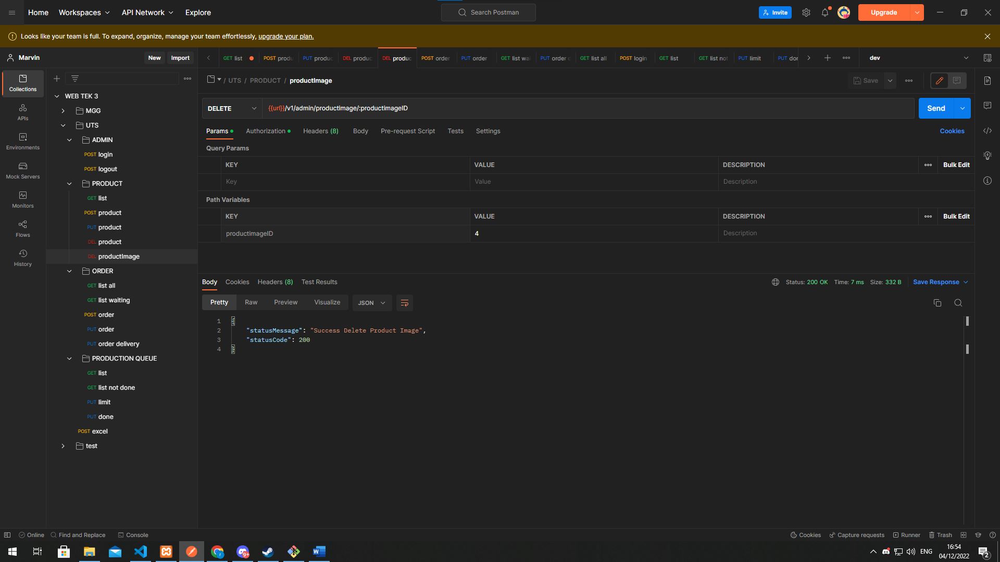 Home
Workspaces
API Network
Explore
Search Postman
Invite
Upgrade
Looks like your team is full. To expand, organize, manage your team effortlessly, upgrade your plan.
Marvin
New
Import
GET list
POST produ
PUT produc
DEL produc
DEL produc
POST order
PUT order
GET list wai
PUT order d
GET list all
POST login
GET list
GET list not
PUT limit
PUT don
dev
Collections
APIs
Environments
Mock Servers
Monitors
Flows
History
WEB TEK 3
MGG
UTS
ADMIN
POST login
POST logout
PRODUCT
GET list
POST product
PUT product
DEL product
DEL productImage
ORDER
GET list all
GET list waiting
POST order
PUT order
PUT order delivery
PRODUCTION QUEUE
GET list
GET list not done
PUT limit
PUT done
POST excel
test
/ UTS / PRODUCT / productImage
Save
DELETE
{{url}}/v1/admin/productimage/:productimageID
Send
Params
Authorization
Headers (8)
Body
Pre-request Script
Tests
Settings
Cookies
Query Params
KEY
VALUE
DESCRIPTION
Bulk Edit
Key
Value
Description
Path Variables
KEY
VALUE
DESCRIPTION
Bulk Edit
productimageID
4
Description
Body
Cookies
Headers (8)
Test Results
Status: 200 OK
Time: 7 ms
Size: 332 B
Save Response
Pretty
Raw
Preview
Visualize
JSON
1 {
2 "statusMessage": "Success Delete Product Image",
3 "statusCode": 200
4 }
Online
Find and Replace
Console
Cookies
Capture requests
Runner
Trash
9+
ENG
16:54
04/12/2022
2